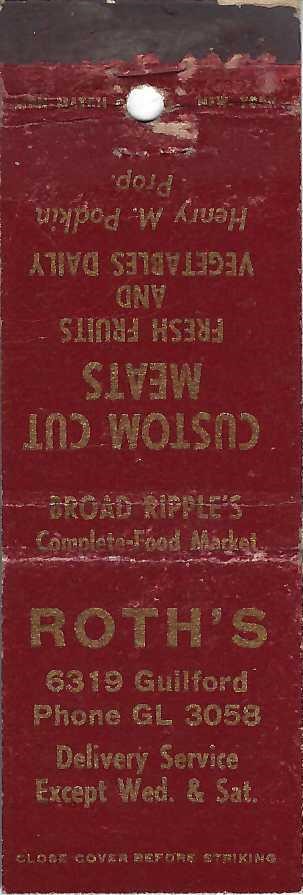 BROAD RIPPLE'S
Complete-Food Market
ROTH'S
6319 Guilford
Phone GL 3058
Delivery Service
Except Wed. & Sat.
CLOSE COVER BEFORE STRIKING
CUSTOM CUT
MEATS
FRESH FRUITS
AND
VEGETABLES DAILY
Henry M. Podkin
Prop.